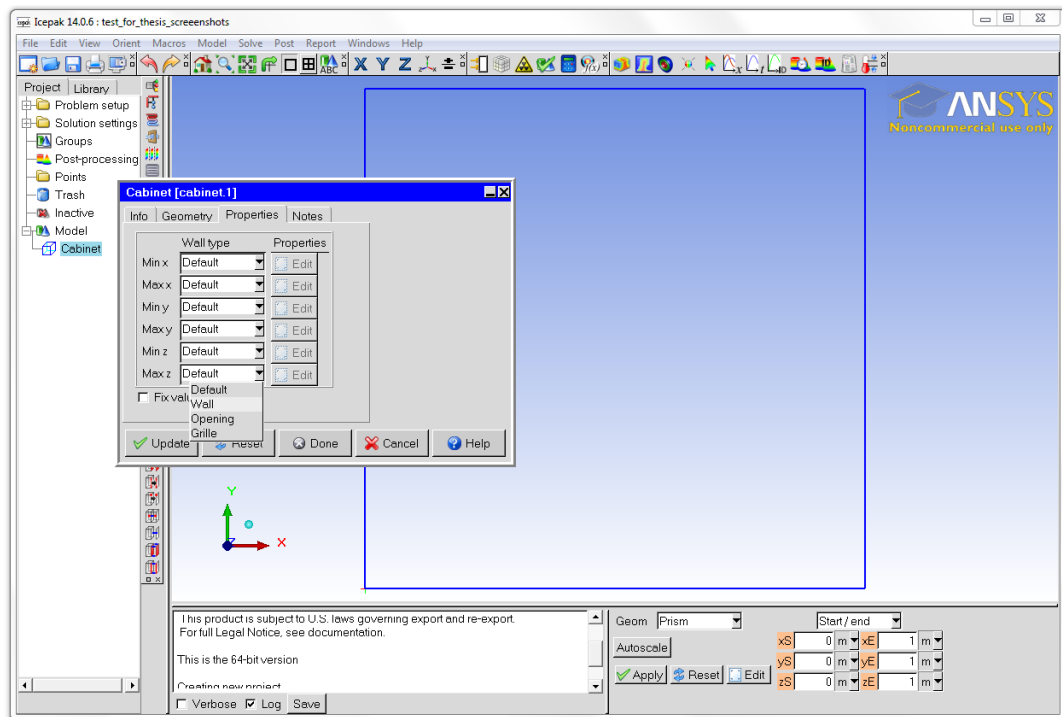 Icepak 14.0.6 : test_for_thesis_screeenshots
File Edit View Orient Macros Model Solve Post Report Windows Help
ABC X Y Z
Project Library
Problem setup
Solution settings
Groups
Post-processing
Points
Trash
Inactive
Model
Cabinet
ANSYS
Noncommercial use only
Cabinet [cabinet.1]
Info Geometry Properties Notes
Wall type Properties
Min x Default Edit
Max x Default Edit
Min y Default Edit
Max y Default Edit
Min z Default Edit
Max z Default Edit
Default
Wall
Opening
Grille
Update Reset Done Cancel Help
Y
Z X
This product is subject to U.S. laws governing export and re-export.
For full Legal Notice, see documentation.
This is the 64-bit version
Creating new project
Verbose Log Save
Geom Prism Start / end
Autoscale
Apply Reset Edit
xS 0 m xE 1 m
yS 0 m yE 1 m
zS 0 m zE 1 m